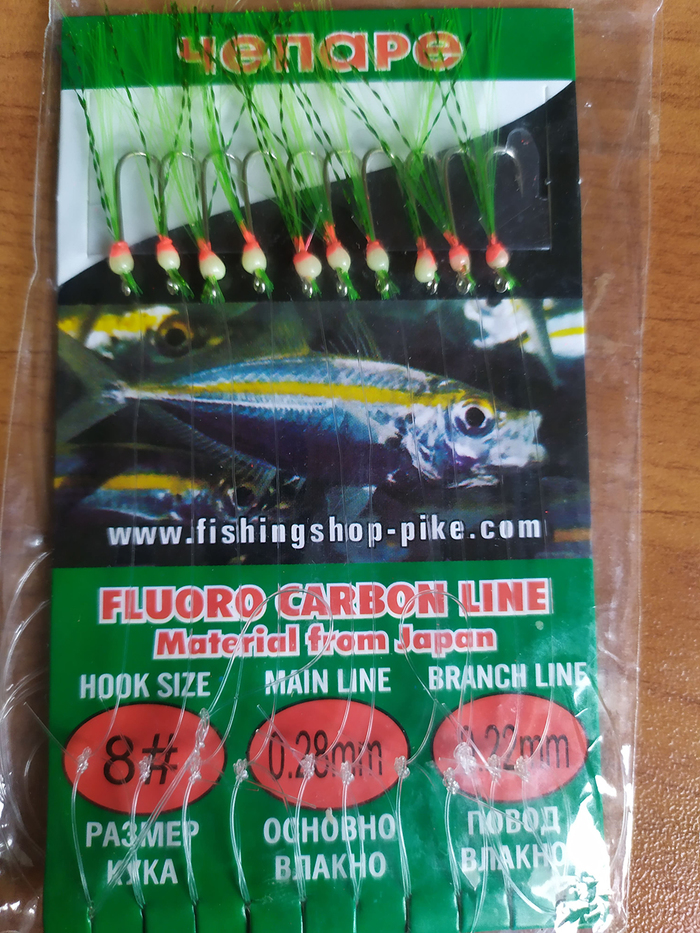 чепаре
www.fishingshop-pike.com
FLUORO CARBON LINE
Material from Japan
HOOK SIZE MAIN LINE BRANCH LINE
8# 0.28mm 0.22mm
РАЗМЕР ОСНОВНО ПОВОД
КУКА ВЛАКНО ВЛАКНО